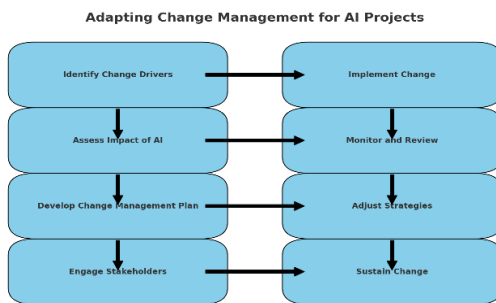 Adapting Change Management for AI Projects
Identify Change Drivers
Implement Change
Assess Impact of AI
Monitor and Review
Develop Change Management Plan
Adjust Strategies
Engage Stakeholders
Sustain Change